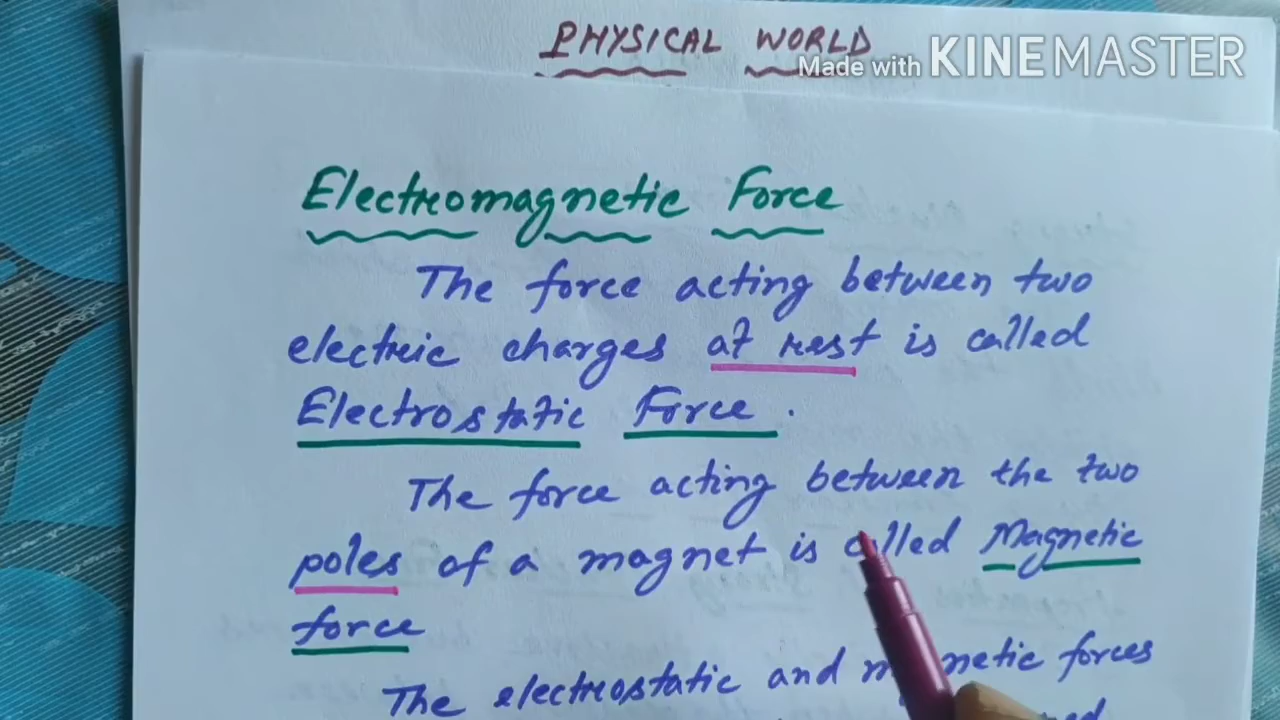 PHYSICAL WORLD
Made with KINEMASTER
Electromagnetic Force
The force acting between two
electric charges at rest is called
Electrostatic Force.
The force acting between the two
poles of a magnet is called Magnetic
force
The electrostatic and magnetic forces